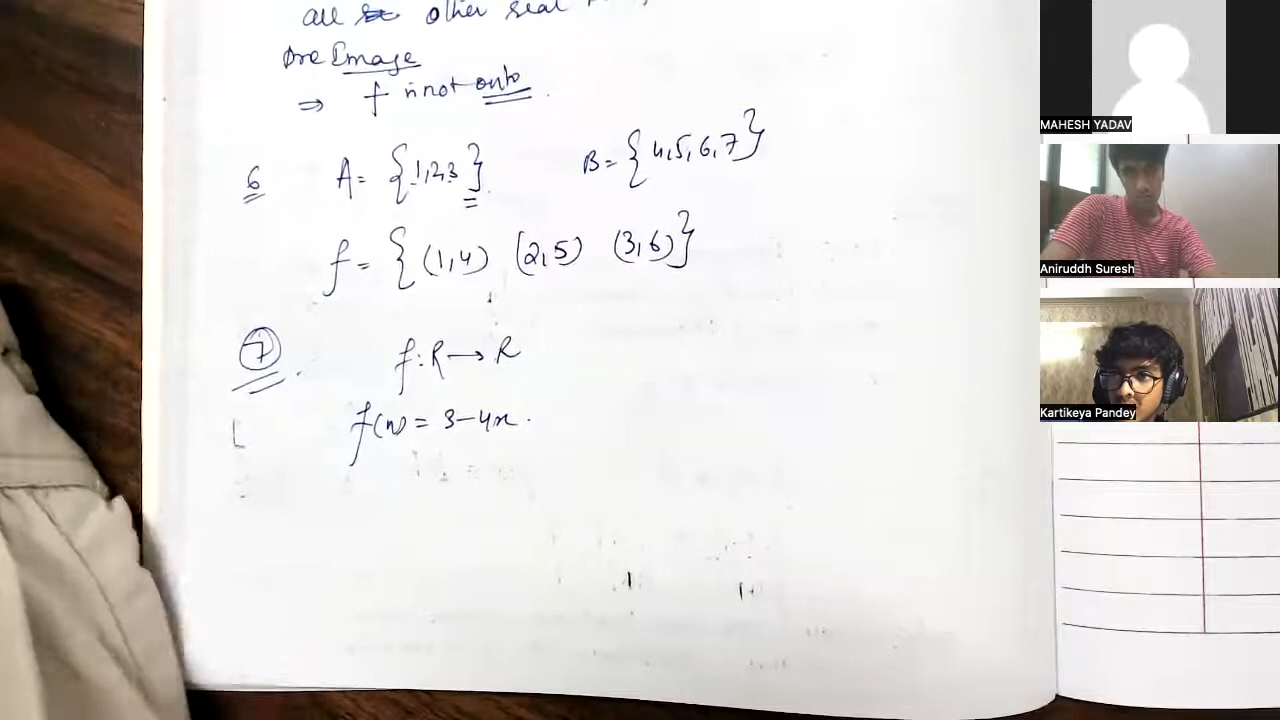 all other real
Pre Image
⇒ f is not onto.
6 A = {1,2,3} B = {4,5,6,7}
f = { (1,4) (2,5) (3,6)}
7 f: R → R
f(x) = 3-4x.
MAHESH YADAV
Aniruddh Suresh
Kartikeya Pandey